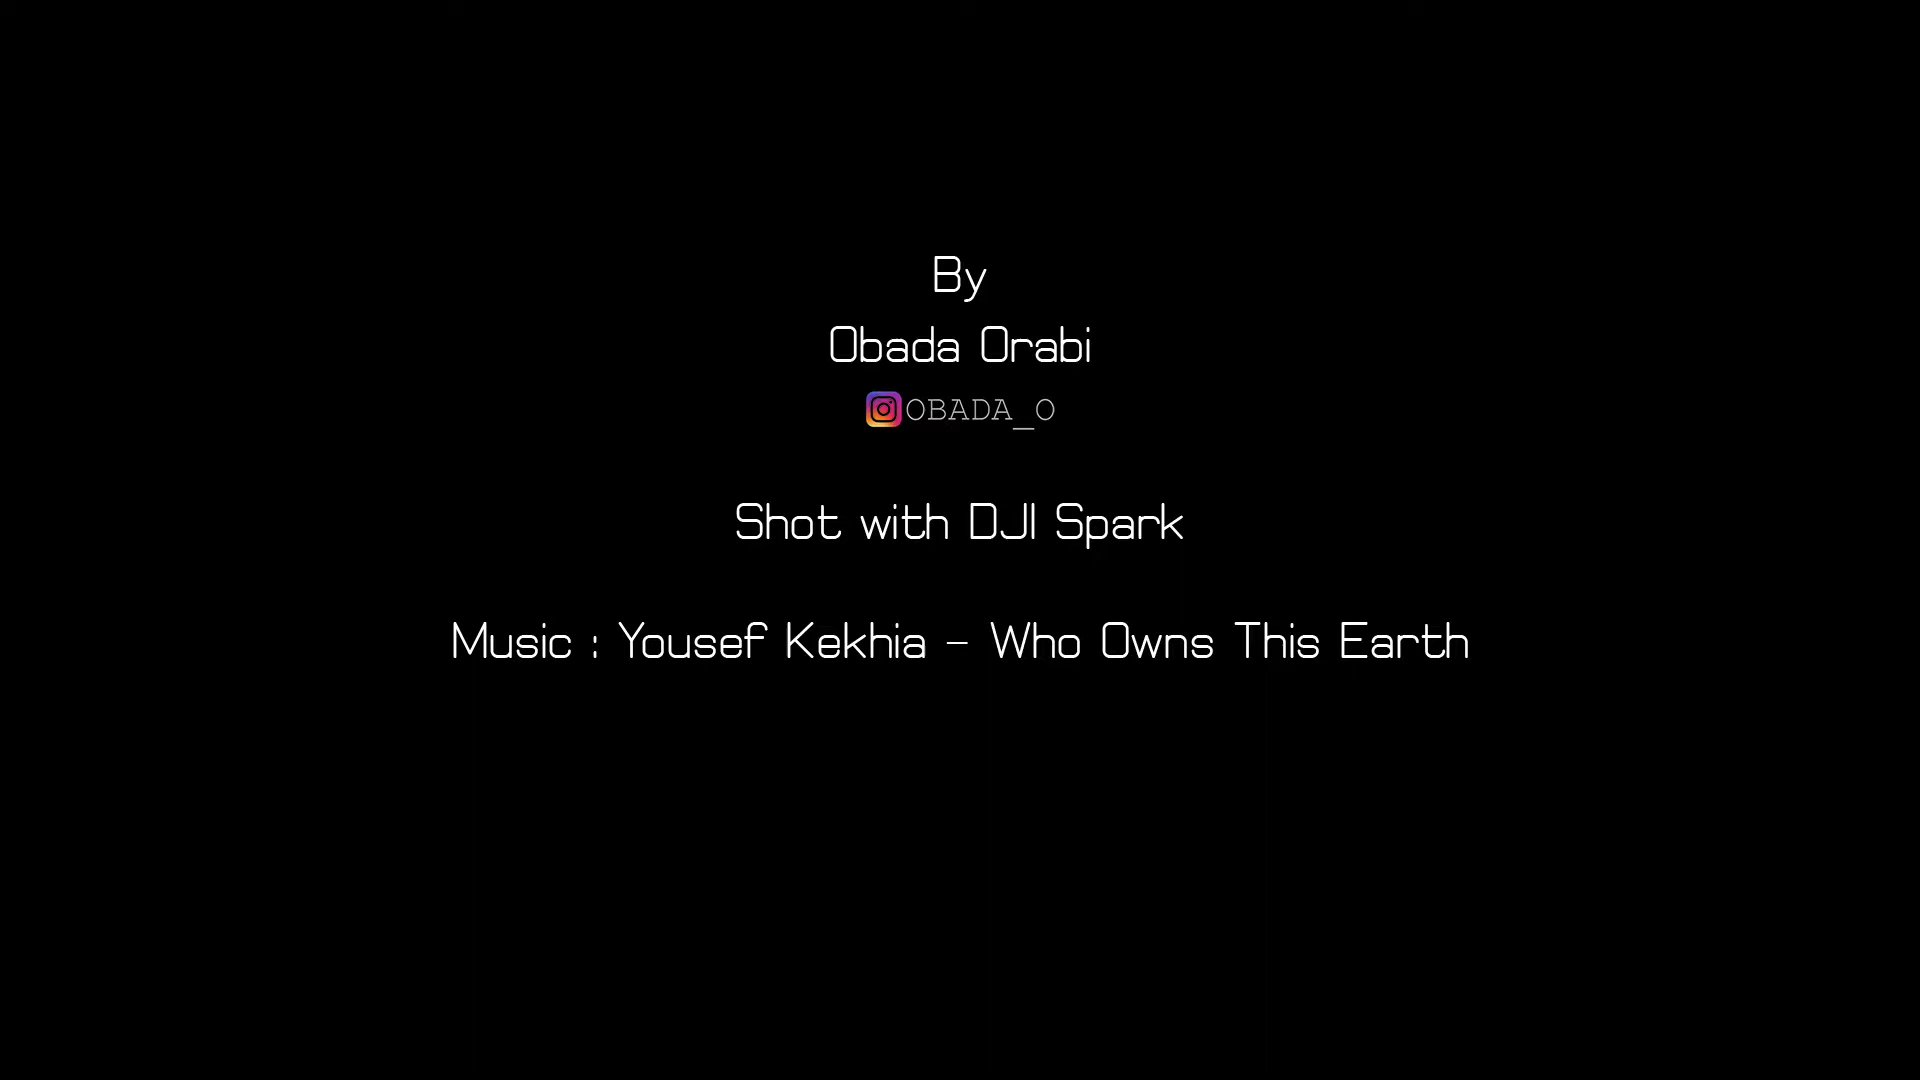 By
Obada Orabi
OBADA_O
Shot with DJI Spark
Music : Yousef Kekhia - Who Owns This Earth